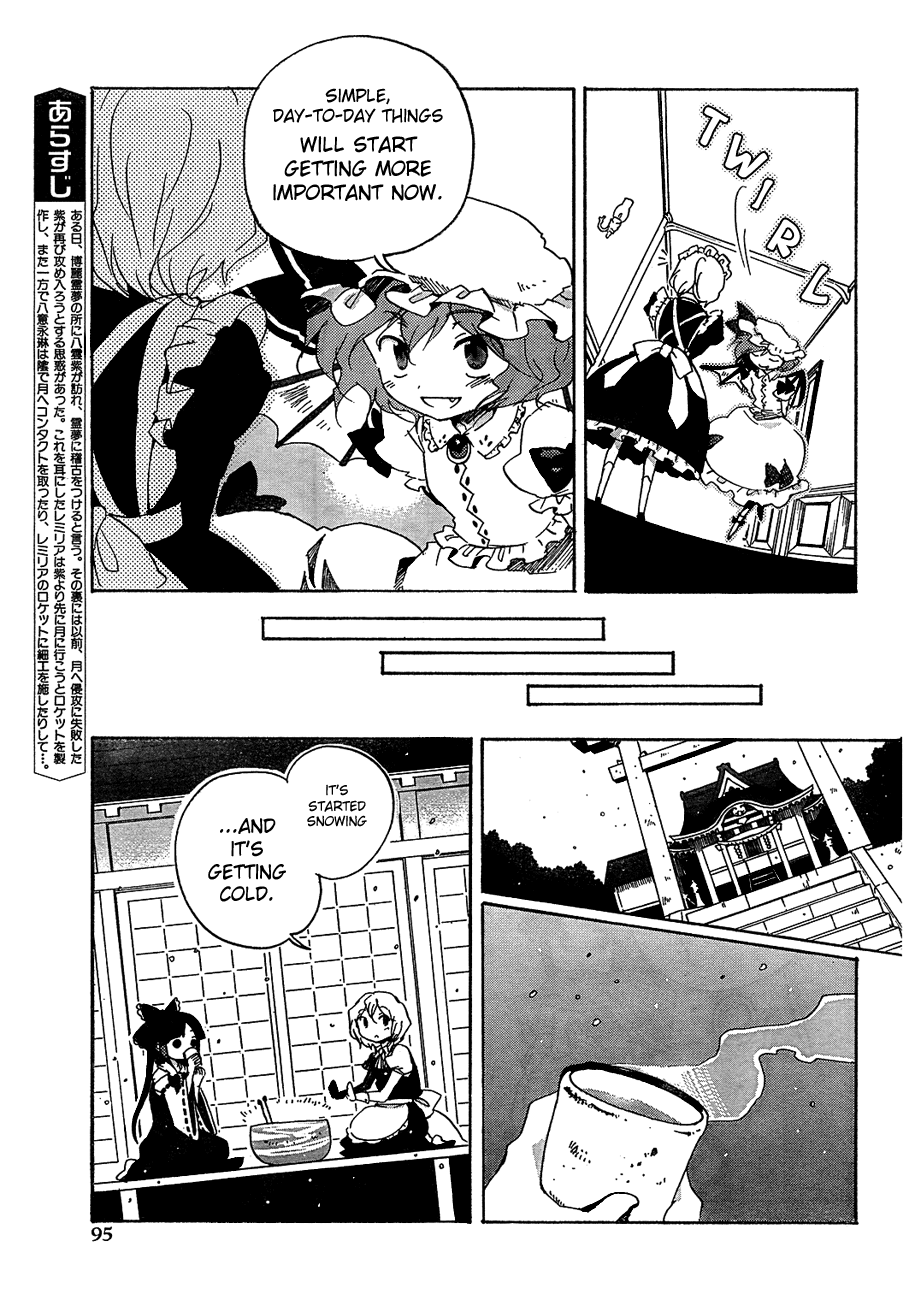 TWIRL
SIMPLE,
DAY-TO-DAY THINGS
WILL START
GETTING MORE
IMPORTANT NOW.
あらすじ
ある日、博麗霊夢の所に八雲紫が訪れ、霊夢に稽古をつけると言う。その裏には以前、月へ侵攻に失敗した
紫が再び攻め入ろうとする思惑があった。これを耳にしたレミリアは紫より先に月に行こうとロケットを製
作し、また一方で八意永琳は陰で月へコンタクトを取ったり、レミリアのロケットに細工を施したりして…。
IT'S
STARTED
SNOWING
...AND
IT'S
GETTING
COLD.
95